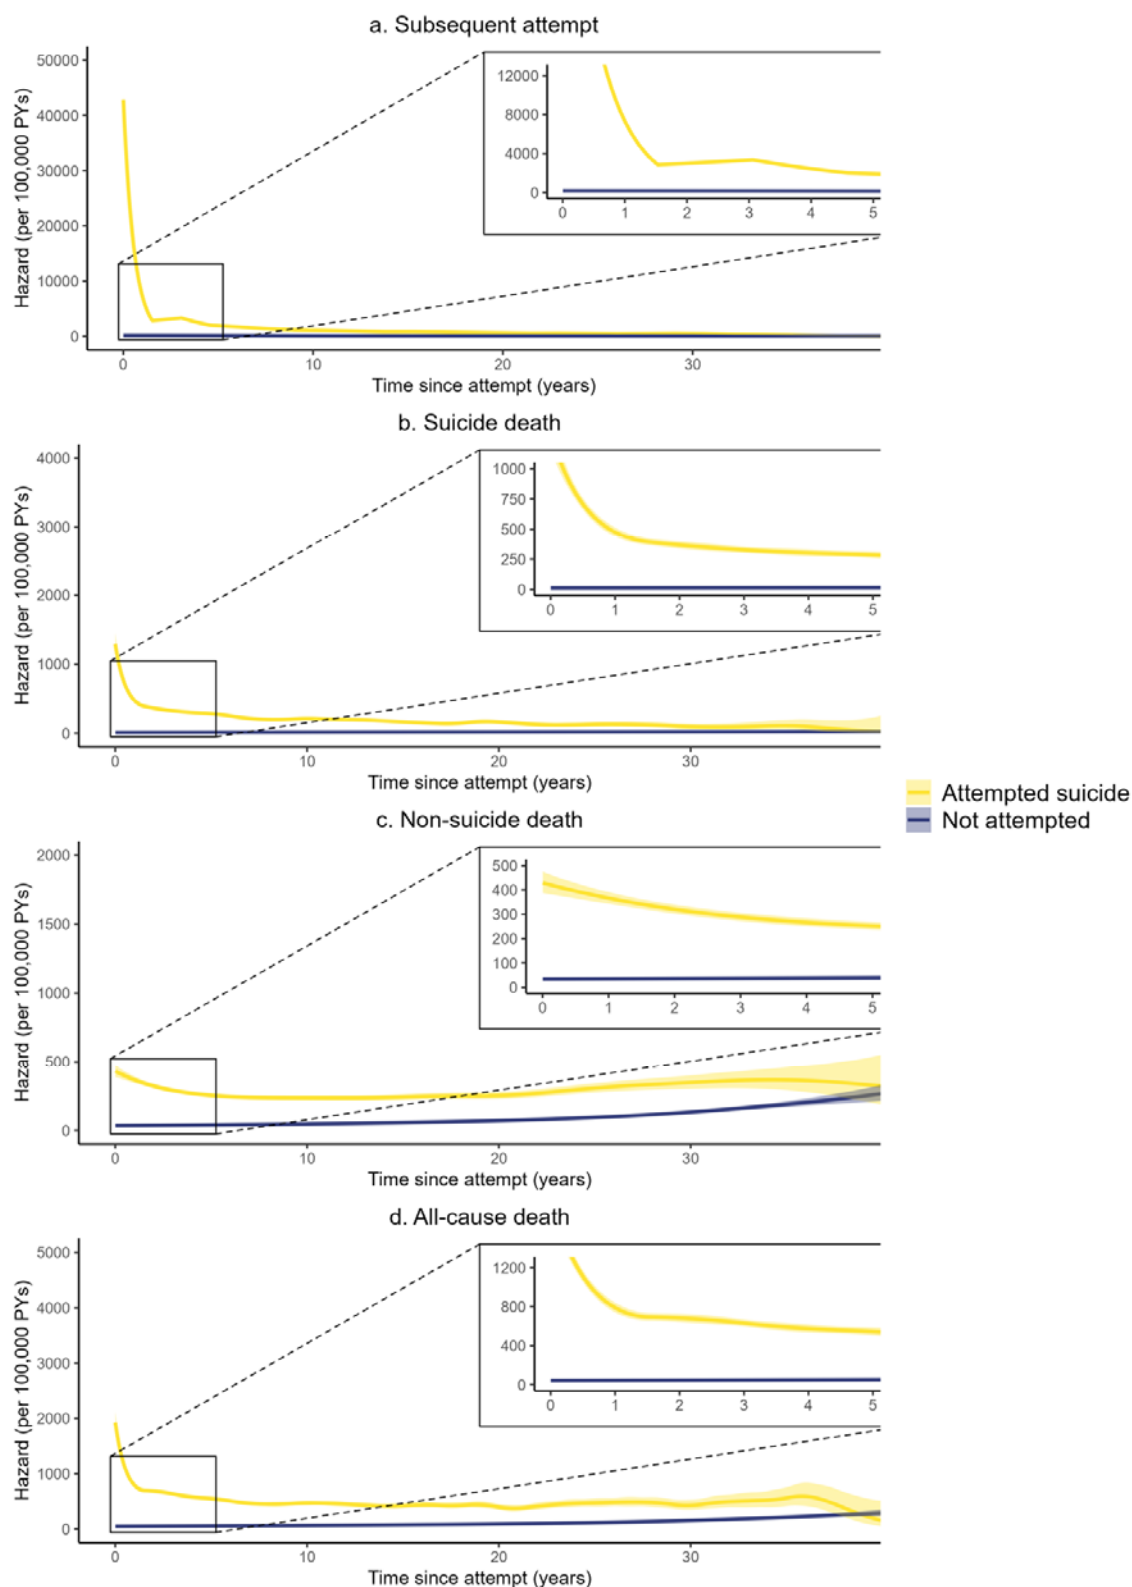 a. Subsequent attempt
Hazard (per 100,000 PYs)
50000
40000
30000
20000
10000
0
12000
8000
4000
0
0 1 2 3 4 5
0 10 20 30
Time since attempt (years)
b. Suicide death
Hazard (per 100,000 PYs)
4000
3000
2000
1000
0
1000
750
500
250
0
0 1 2 3 4 5
0 10 20 30
Time since attempt (years)
Attempted suicide
Not attempted
c. Non-suicide death
Hazard (per 100,000 PYs)
2000
1500
1000
500
0
500
400
300
200
100
0
0 1 2 3 4 5
0 10 20 30
Time since attempt (years)
d. All-cause death
Hazard (per 100,000 PYs)
5000
4000
3000
2000
1000
0
1200
800
400
0
0 1 2 3 4 5
0 10 20 30
Time since attempt (years)